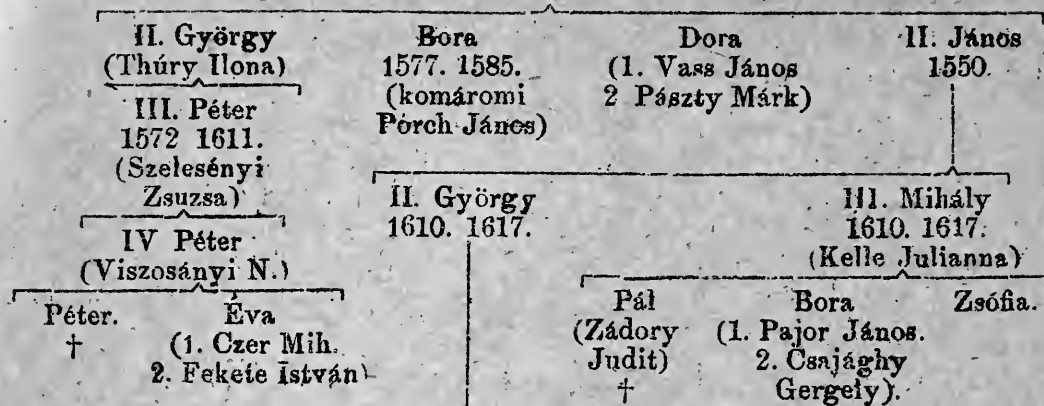 II. György Bora Dora II. János
(Thúry Ilona) 1577. 1585. (1. Vass János 1550.
(komáromi 2 Pászty Márk)
III. Péter Porch János)
1572 1611.
(Szelesényi
Zsuzsa) II. György III. Mihály
1610. 1617. 1610. 1617.
IV Péter (Kelle Julianna)
(Viszosányi N.)
Péter. Éva Pál Bora Zsófia.
† (1. Czer Mih. (Zádory (1. Pajor János.
2. Fekete István) Judit) 2. Csajághy
† Gergely).